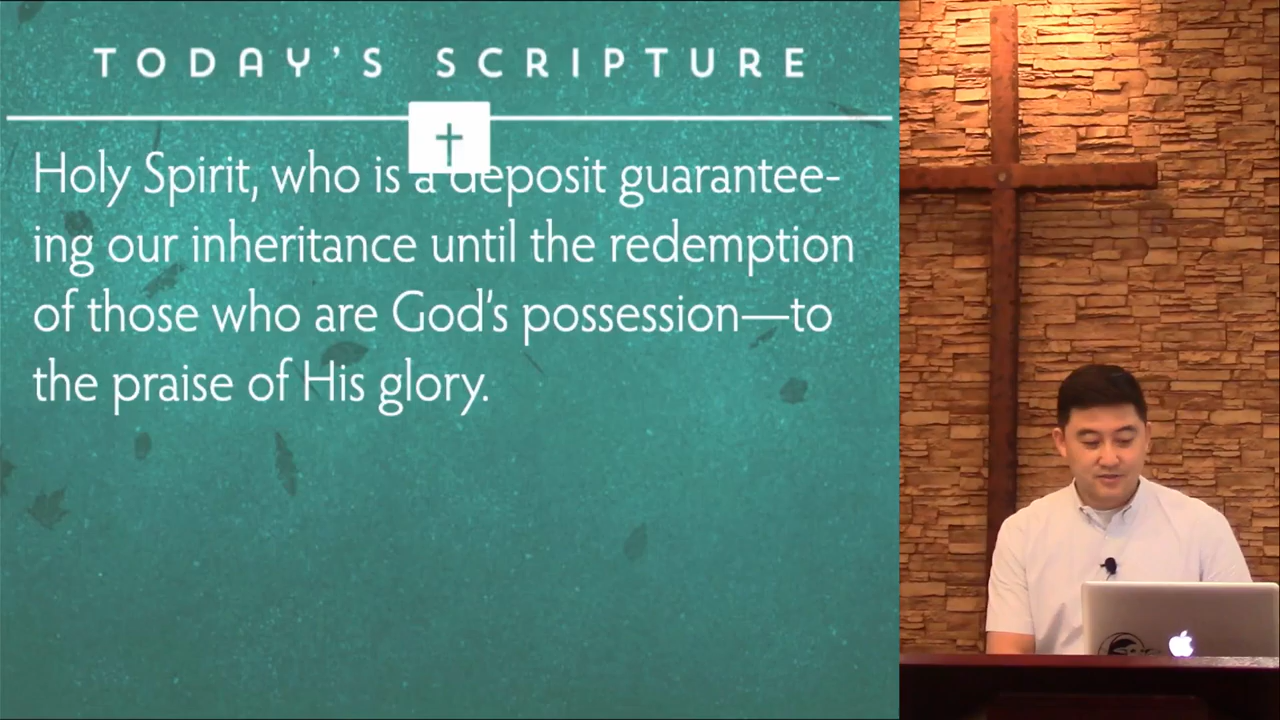 TODAY'S SCRIPTURE
Holy Spirit, who is a deposit guarantee-
ing our inheritance until the redemption
of those who are God's possession—to
the praise of His glory.